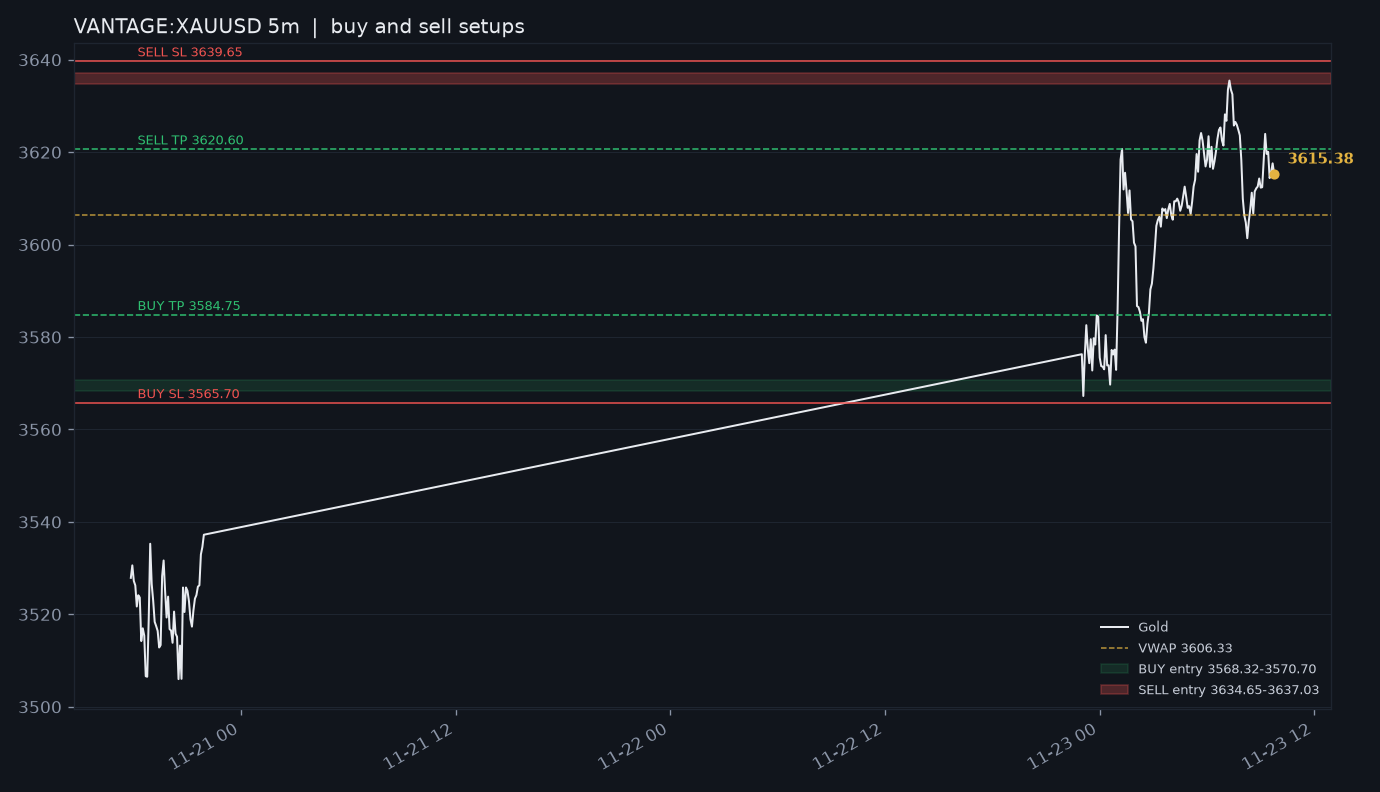 VANTAGE:XAUUSD 5m | buy and sell setups
3640
SELL SL 3639.65
SELL TP 3620.60
3620
3615.38
3600
BUY TP 3584.75
3580
BUY SL 3565.70
3560
3540
3520
3500
Gold
VWAP 3606.33
BUY entry 3568.32-3570.70
SELL entry 3634.65-3637.03
11-21 00
11-21 12
11-22 00
11-22 12
11-23 00
11-23 12